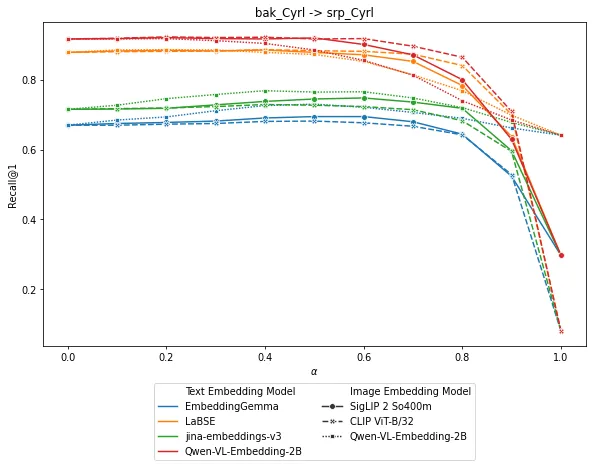 bak_Cyrl -> srp_Cyrl
Recall@1
0.8
0.6
0.4
0.2
0.0 0.2 0.4 0.6 0.8 1.0
α
Text Embedding Model Image Embedding Model
EmbeddingGemma SigLIP 2 So400m
LaBSE CLIP ViT-B/32
jina-embeddings-v3 Qwen-VL-Embedding-2B
Qwen-VL-Embedding-2B